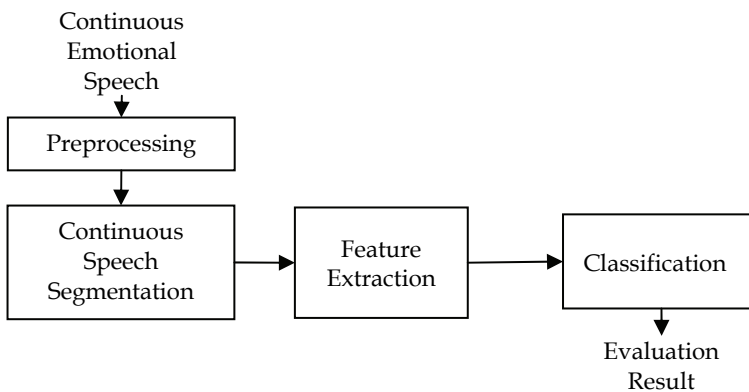 Continuous
Emotional
Speech
Preprocessing
Continuous
Speech
Segmentation
Feature
Extraction
Classification
Evaluation
Result